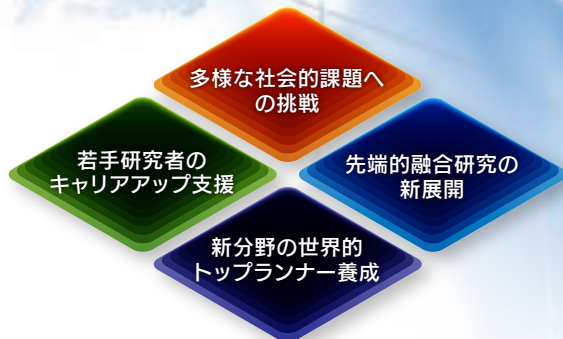 多様な社会的課題へ
の挑戦
若手研究者の
キャリアアップ支援
先端的融合研究の
新展開
新分野の世界的
トップランナー養成